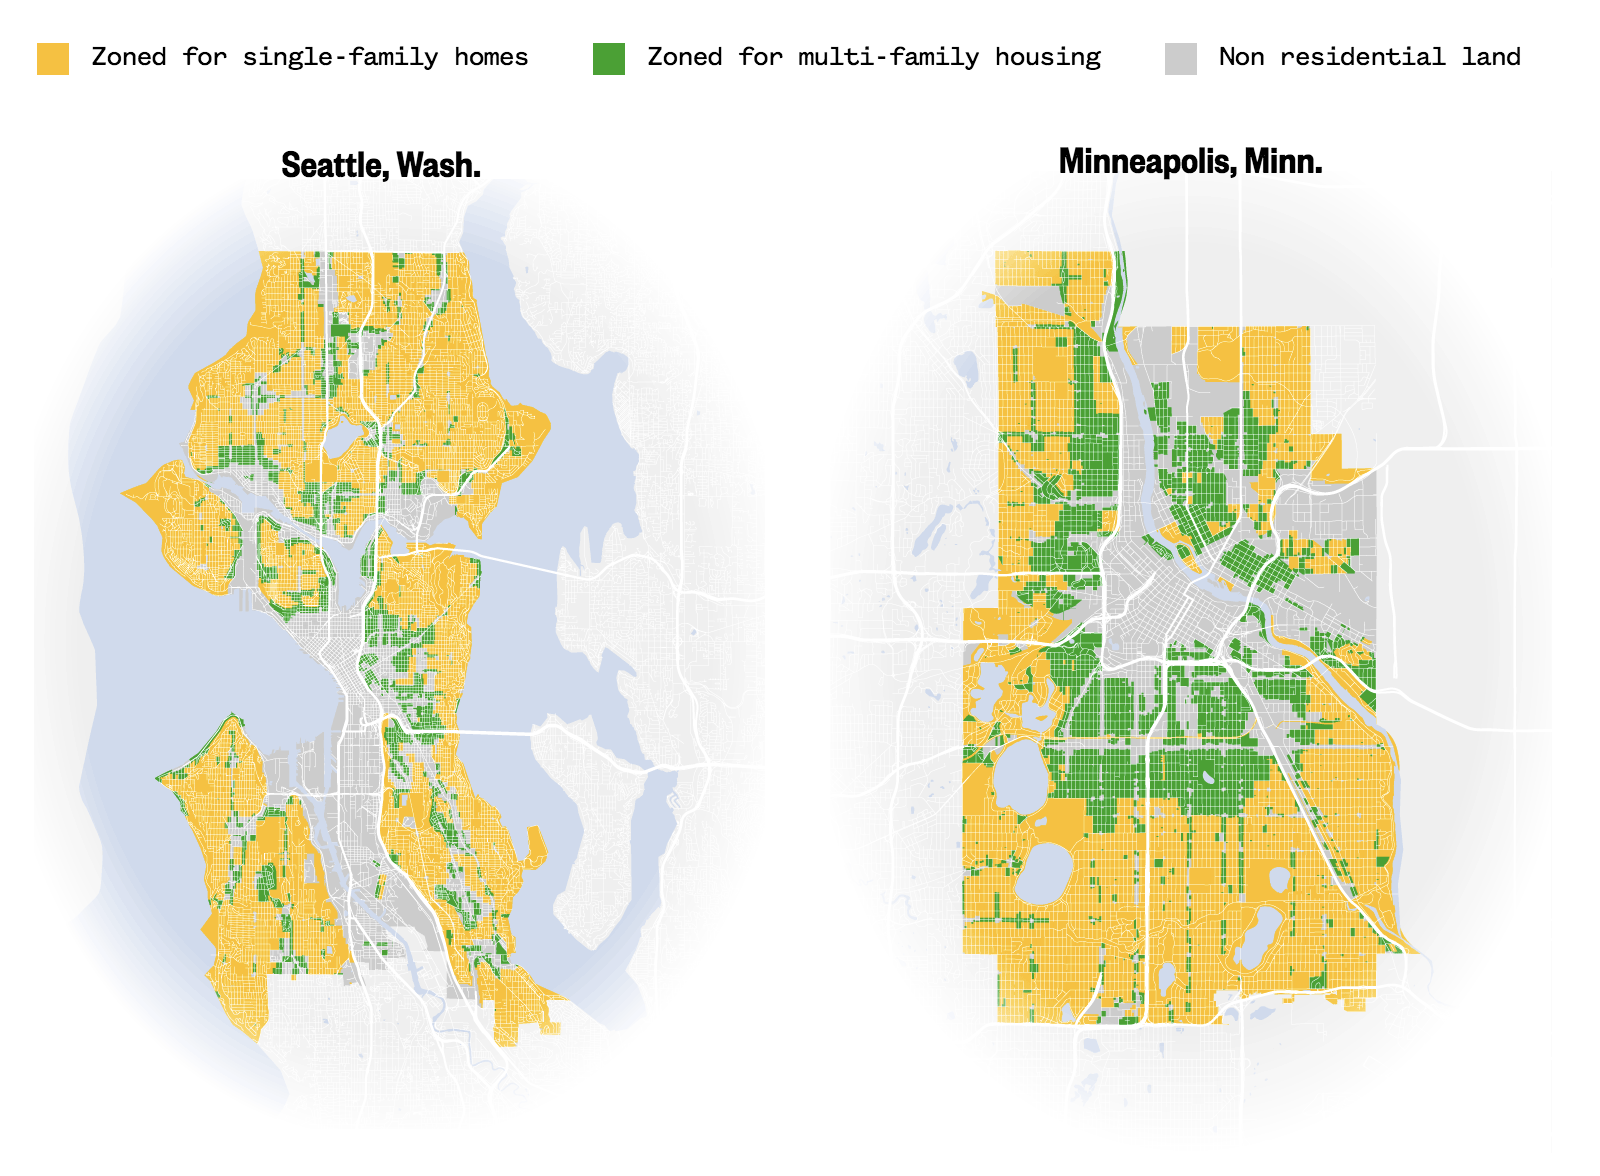 Zoned for single-family homes
Zoned for multi-family housing
Non residential land
Seattle, Wash.
Minneapolis, Minn.